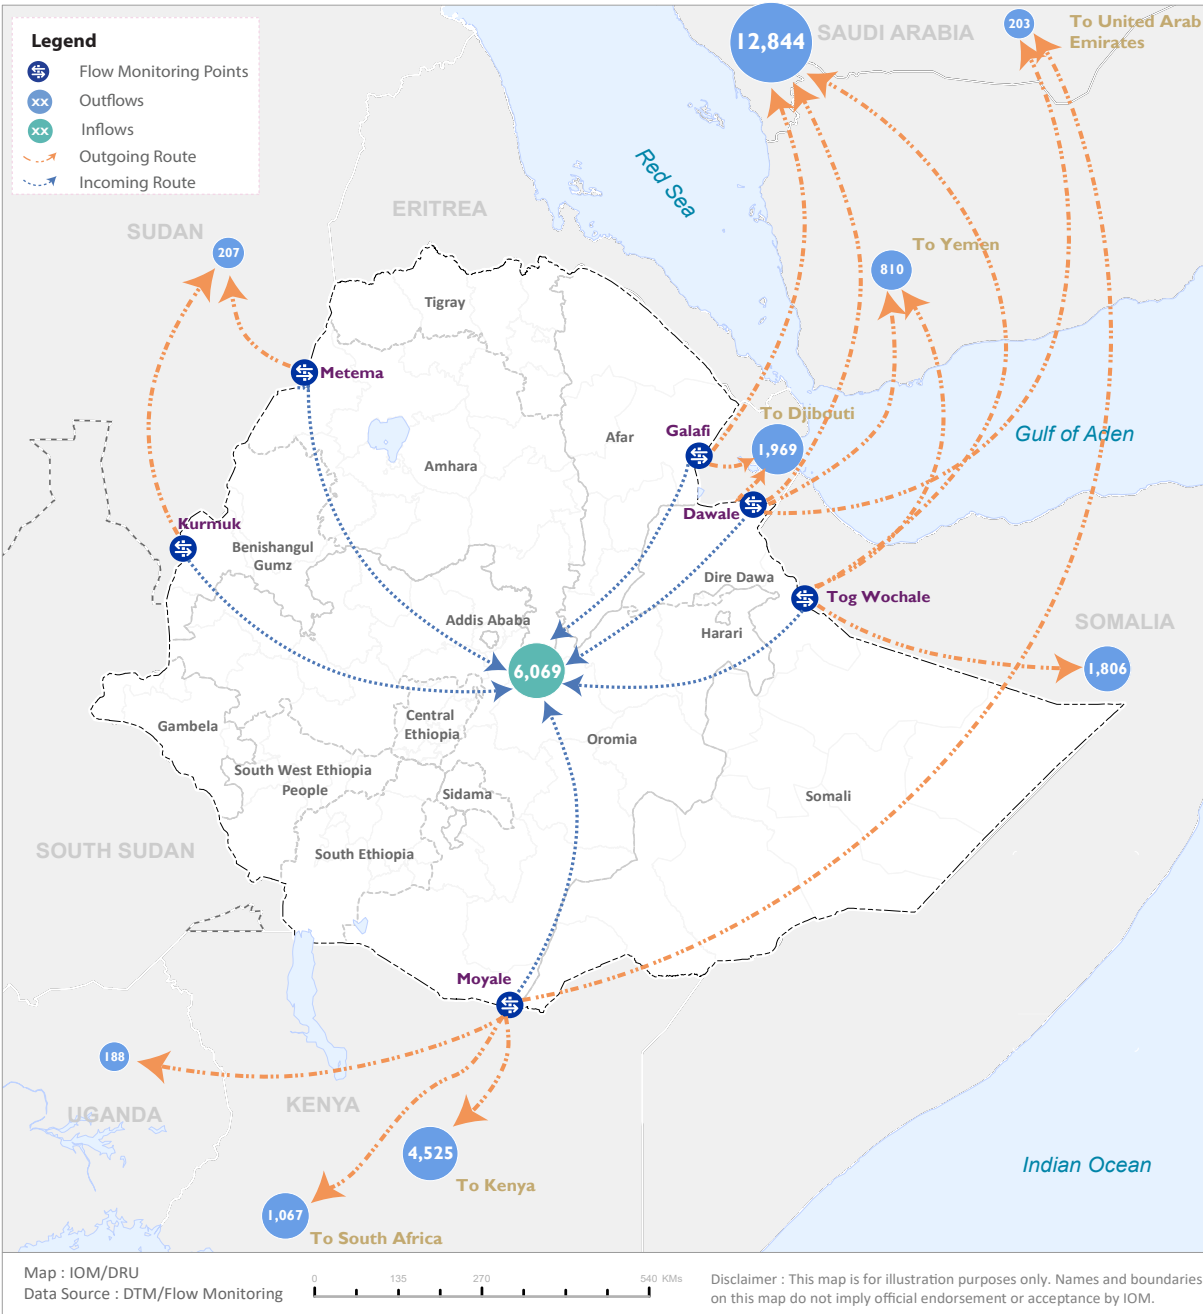 Legend
Flow Monitoring Points
xx Outflows
xx Inflows
Outgoing Route
Incoming Route
12,844
SAUDI ARABIA
203
To United Arab
Emirates
Red Sea
ERITREA
SUDAN
207
To Yemen
810
Tigray
Metema
To Djibouti
Galafi
Afar
1,969
Gulf of Aden
Amhara
Dawale
Kurmuk
Benishangul
Gumz
Dire Dawa
Tog Wochale
Addis Ababa
Harari
SOMALIA
6,069
1,806
Gambela
Central
Ethiopia
Oromia
South West Ethiopia
People
Sidama
Somali
SOUTH SUDAN
South Ethiopia
Moyale
188
UGANDA
KENYA
4,525
To Kenya
Indian Ocean
1,067
To South Africa
Map : IOM/DRU
Data Source : DTM/Flow Monitoring
0 135 270 540 KMs
Disclaimer : This map is for illustration purposes only. Names and boundaries
on this map do not imply official endorsement or acceptance by IOM.